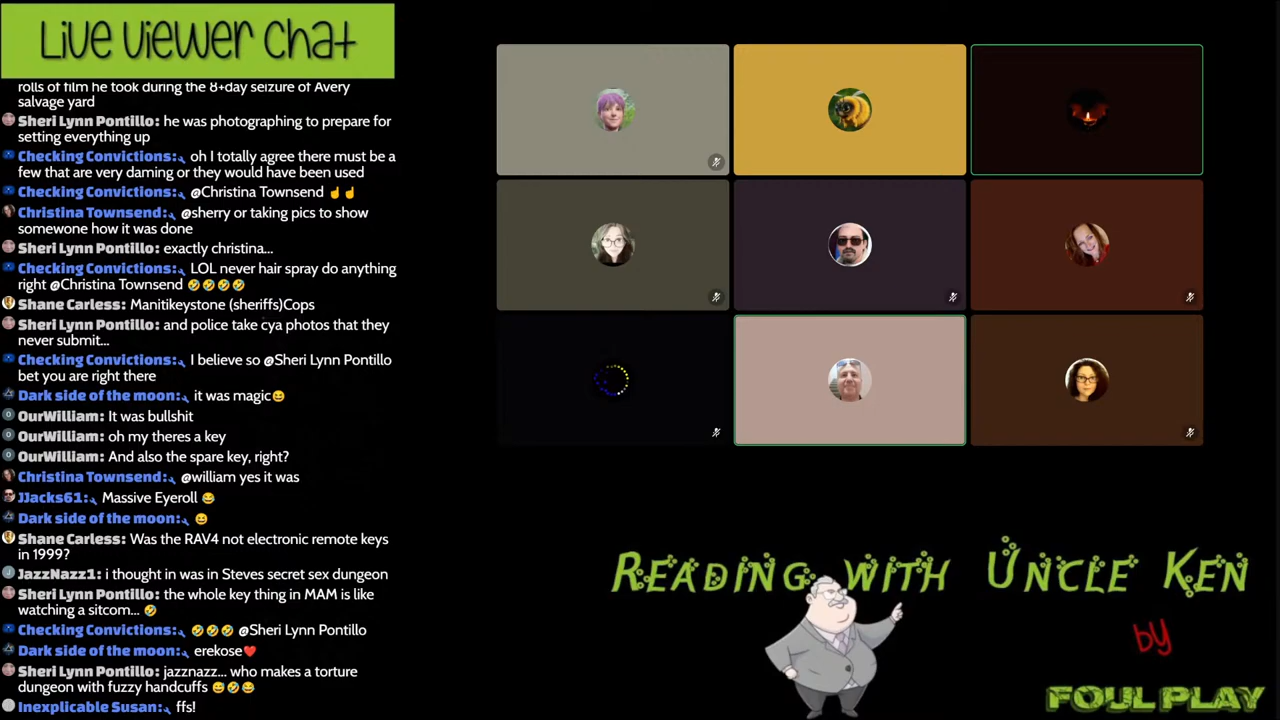 Live Viewer Chat
rolls of film he took during the 8+day seizure of Avery
salvage yard
Sheri Lynn Pontillo: he was photographing to prepare for
setting everything up
Checking Convictions: oh I totally agree there must be a
few that are very daming or they would have been used
Checking Convictions: @Christina Townsend ☝☝
Christina Townsend: @sherry or taking pics to show
somewone how it was done
Sheri Lynn Pontillo: exactly christina...
Checking Convictions: LOL never hair spray do anything
right @Christina Townsend 🤣🤣🤣🤣
Shane Carless: Manitikeystone (sheriffs)Cops
Sheri Lynn Pontillo: and police take cya photos that they
never submit...
Checking Convictions: I believe so @Sheri Lynn Pontillo
bet you are right there
Dark side of the moon: it was magic😆
OurWilliam: It was bullshit
OurWilliam: oh my theres a key
OurWilliam: And also the spare key, right?
Christina Townsend: @william yes it was
JJacks61: Massive Eyeroll 😂
Dark side of the moon: 😄
Shane Carless: Was the RAV4 not electronic remote keys
in 1999?
JazzNazz1: i thought in was in Steves secret sex dungeon
Sheri Lynn Pontillo: the whole key thing in MAM is like
watching a sitcom... 🤣
Checking Convictions: 🤣🤣🤣 @Sheri Lynn Pontillo
Dark side of the moon: erekose❤
Sheri Lynn Pontillo: jazznazz... who makes a torture
dungeon with fuzzy handcuffs 😅🤣😂
Inexplicable Susan: ffs!
Reading with Uncle Ken
by
FOUL PLAY